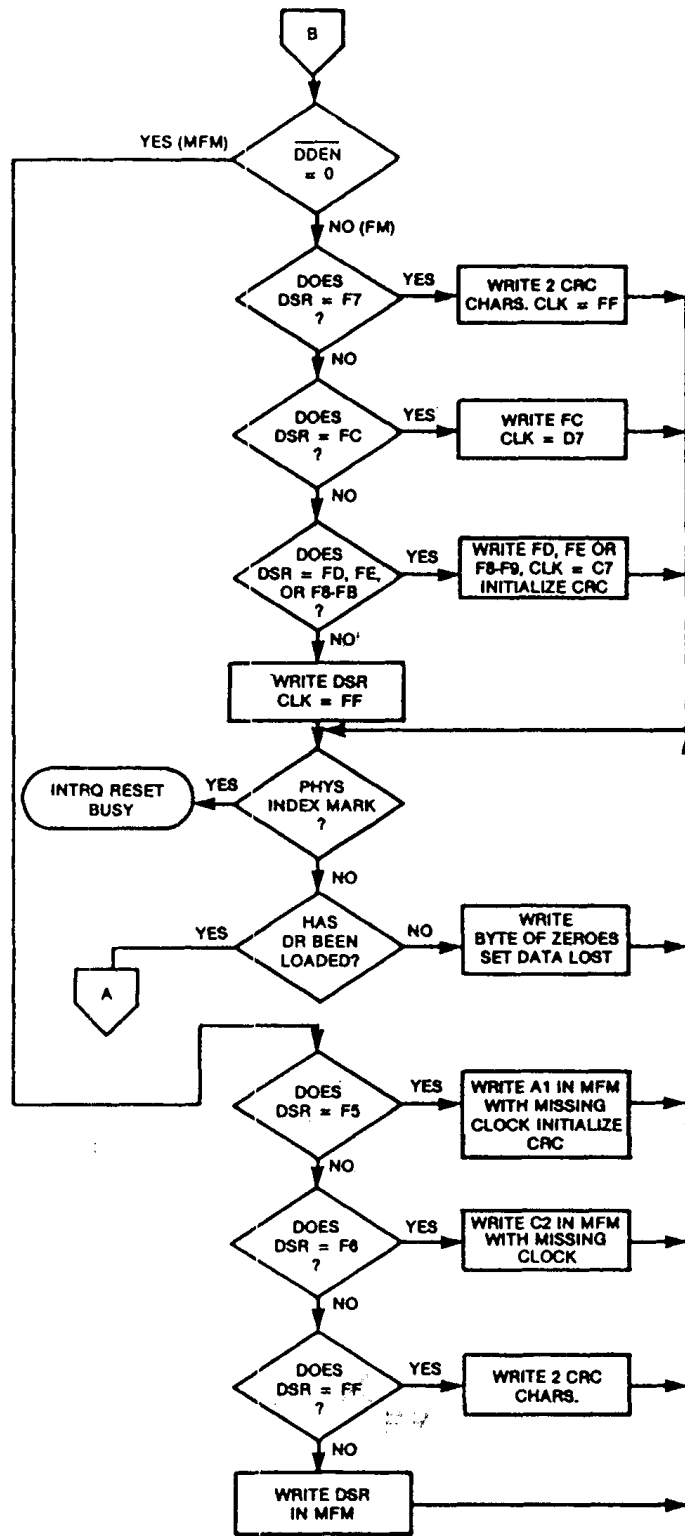 B
YES (MFM)
DDEN
= 0
NO (FM)
DOES
DSR = F7
?
YES
WRITE 2 CRC
CHARS. CLK = FF
NO
DOES
DSR = FC
?
YES
WRITE FC
CLK = D7
NO
DOES
DSR = FD, FE,
OR F8-FB
?
YES
WRITE FD, FE OR
F8-F9, CLK = C7
INITIALIZE CRC
NO
WRITE DSR
CLK = FF
PHYS
INDEX MARK
?
YES
INTRQ RESET
BUSY
NO
HAS
DR BEEN
LOADED?
YES
A
NO
WRITE
BYTE OF ZEROES
SET DATA LOST
DOES
DSR = F5
YES
WRITE A1 IN MFM
WITH MISSING
CLOCK INITIALIZE
CRC
NO
DOES
DSR = F6
?
YES
WRITE C2 IN MFM
WITH MISSING
CLOCK
NO
DOES
DSR = FF
?
YES
WRITE 2 CRC
CHARS.
NO
WRITE DSR
IN MFM